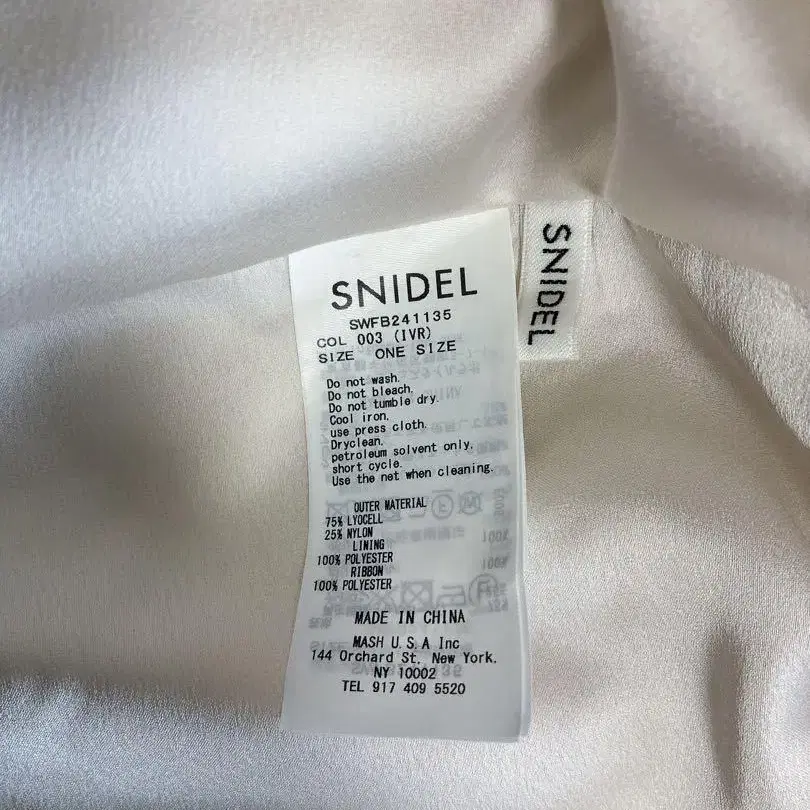 SNIDEL
SWFB241135
COL 003 (IVR)
SIZE ONE SIZE
Do not wash.
Do not bleach.
Do not tumble dry.
Cool iron.
use press cloth.
Dryclean.
petroleum solvent only.
short cycle.
Use the net when cleaning.
OUTER MATERIAL
75% LYOCELL
25% NYLON
LINING
100% POLYESTER
RIBBON
100% POLYESTER
MADE IN CHINA
MASH U.S.A Inc
144 Orchard St. New York.
NY 10002
TEL 917 409 5520
SNIDEL